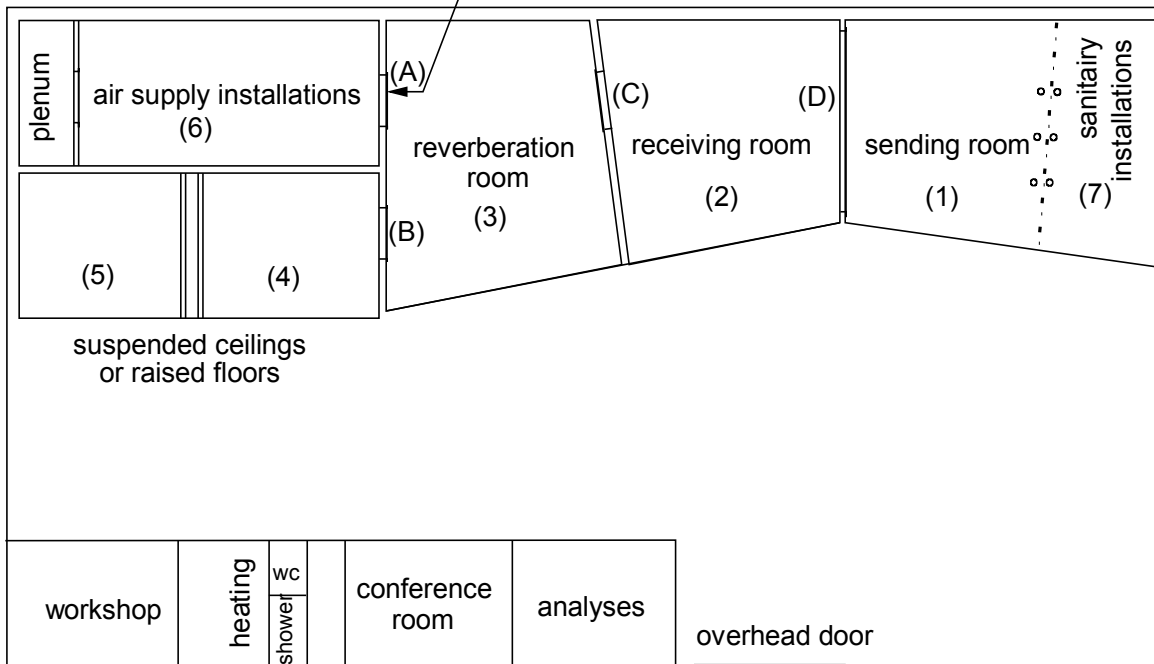 plenum
air supply installations
(6)
(A)
reverberation
room
(3)
(B)
(C)
receiving room
(2)
(D)
sending room
(1)
sanitairy
installations
(7)
(5)
(4)
suspended ceilings
or raised floors
workshop
heating
wc
shower
conference
room
analyses
overhead door